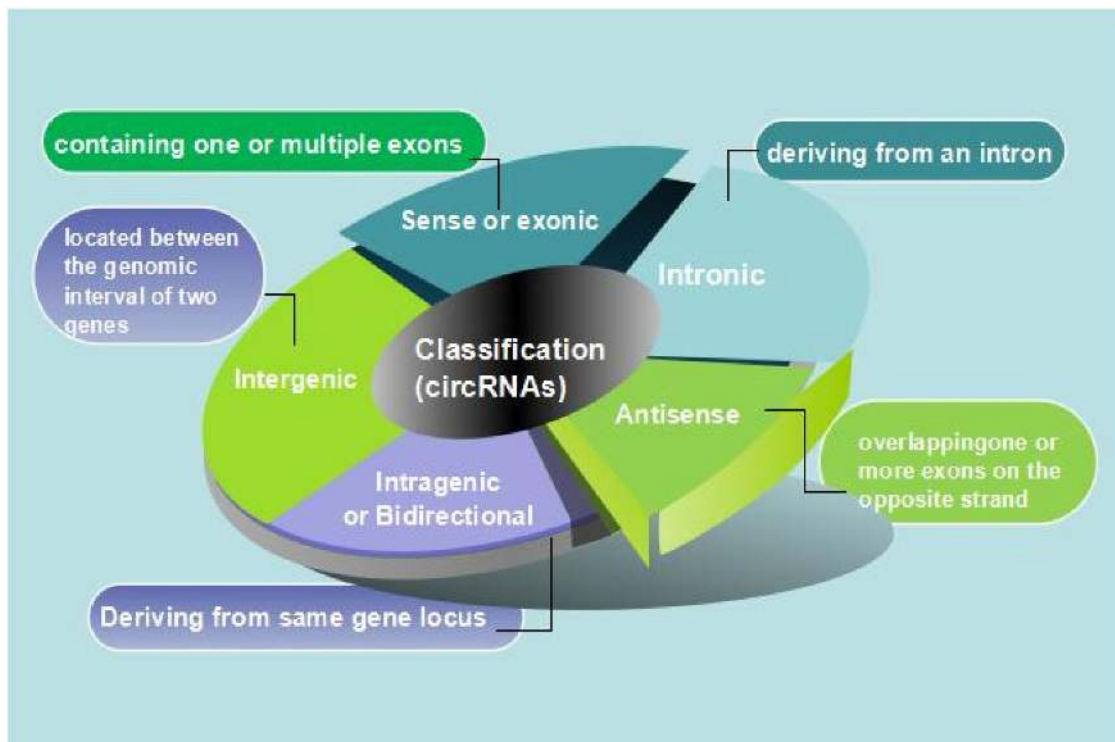 containing one or multiple exons
deriving from an intron
Sense or exonic
located between
the genomic
interval of two
genes
Intronic
Classification
(circRNAs)
Intergenic
Antisense
overlappingone or
more exons on the
opposite strand
Intragenic
or Bidirectional
Deriving from same gene locus